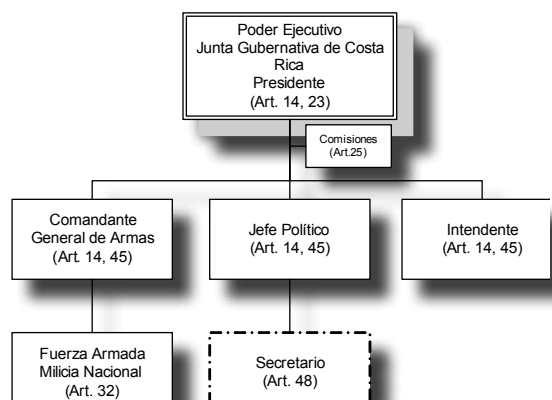 Poder Ejecutivo
Junta Gubernativa de Costa
Rica
Presidente
(Art. 14, 23)
Comisiones
(Art.25)
Comandante
General de Armas
(Art. 14, 45)
Jefe Político
(Art. 14, 45)
Intendente
(Art. 14, 45)
Fuerza Armada
Milicia Nacional
(Art. 32)
Secretario
(Art. 48)